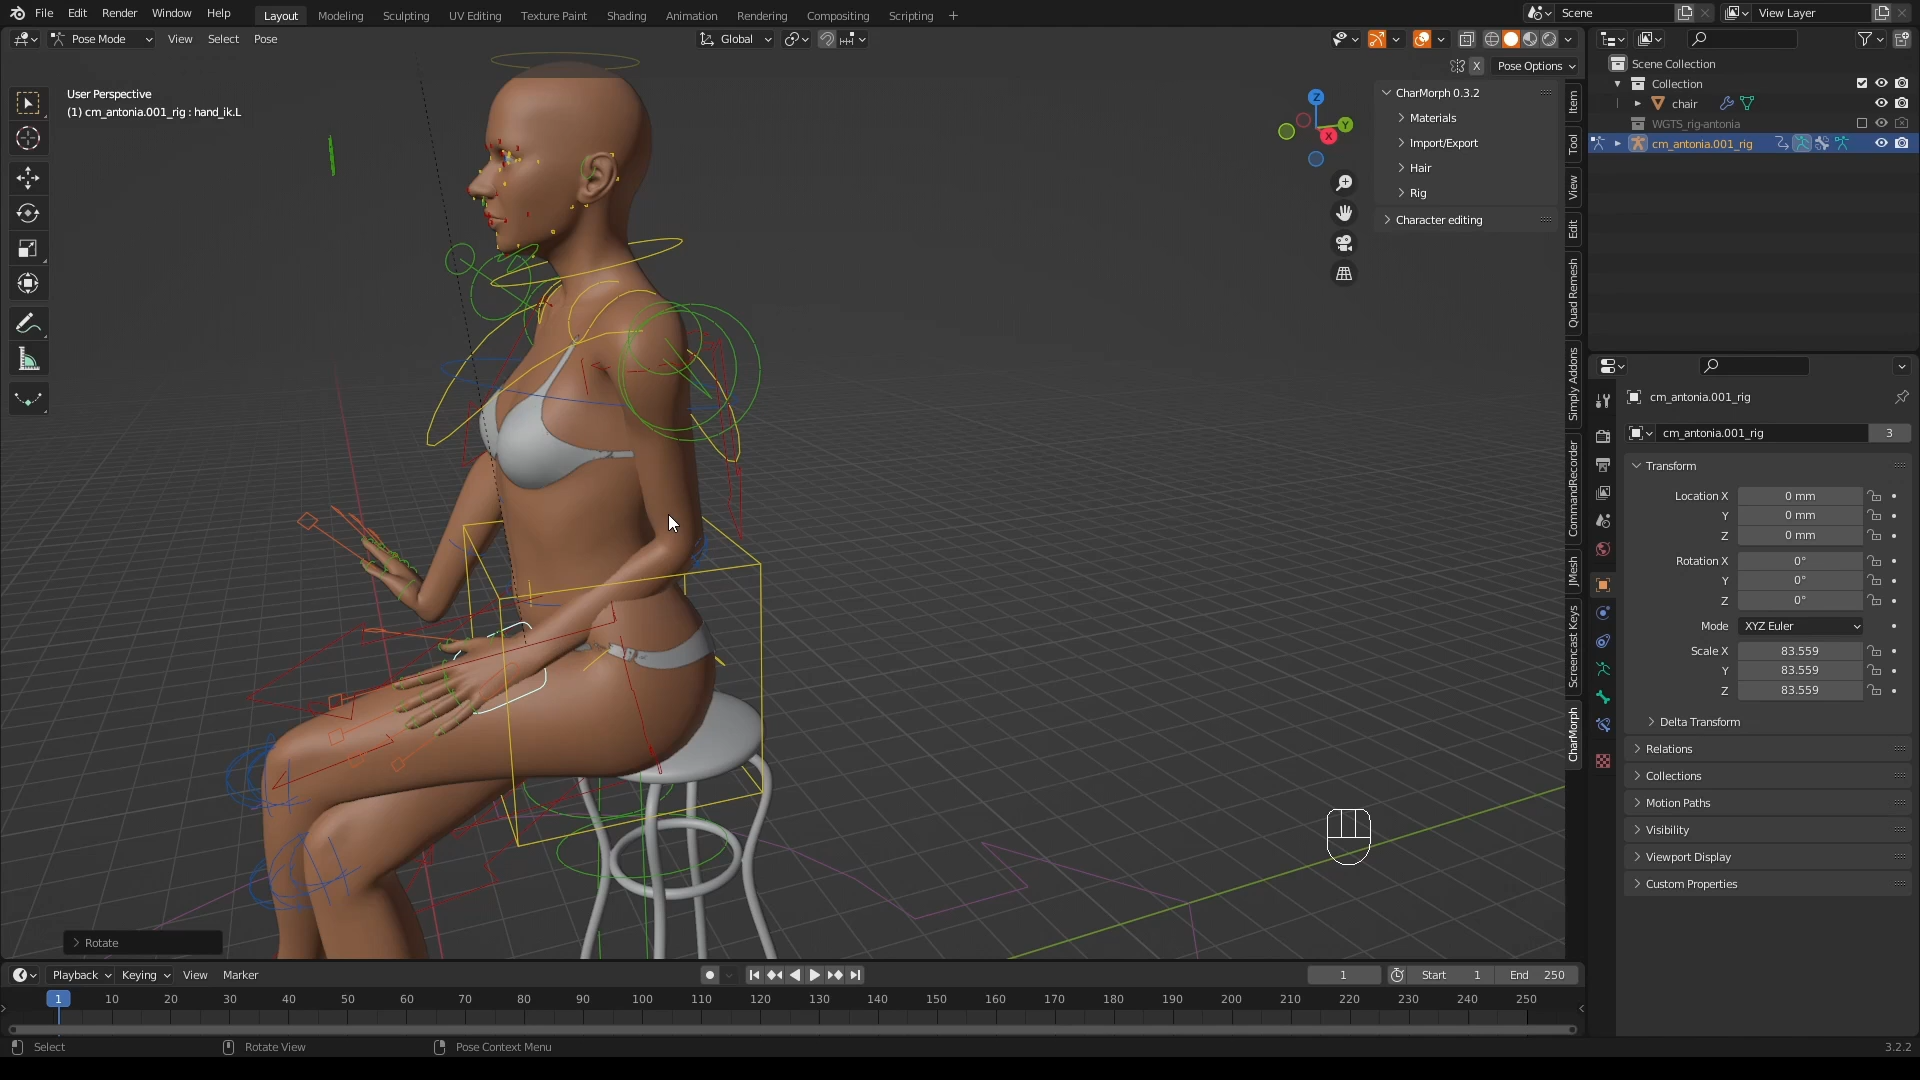 File Edit Render Window Help Layout Modeling Sculpting UV Editing Texture Paint Shading Animation Rendering Compositing Scripting + Scene View Layer
Pose Mode View Select Pose Global
X Pose Options
User Perspective
(1) cm_antonia.001_rig : hand_ik.L
Z
Y
X
CharMorph 0.3.2
Materials
Import/Export
Hair
Rig
Character editing
Item
Tool
View
Edit
Quad Remesh
Simply Addons
CommandRecorder
JMesh
Screencast Keys
CharMorph
Scene Collection
Collection
chair
WGTS_rig-antonia
cm_antonia.001_rig
cm_antonia.001_rig
cm_antonia.001_rig 3
Transform
Location X 0 mm
Y 0 mm
Z 0 mm
Rotation X 0°
Y 0°
Z 0°
Mode XYZ Euler
Scale X 83.559
Y 83.559
Z 83.559
Delta Transform
Relations
Collections
Motion Paths
Visibility
Viewport Display
Custom Properties
Rotate
Playback Keying View Marker 1 Start 1 End 250
1 10 20 30 40 50 60 70 80 90 100 110 120 130 140 150 160 170 180 190 200 210 220 230 240 250
Select Rotate View Pose Context Menu 3.2.2